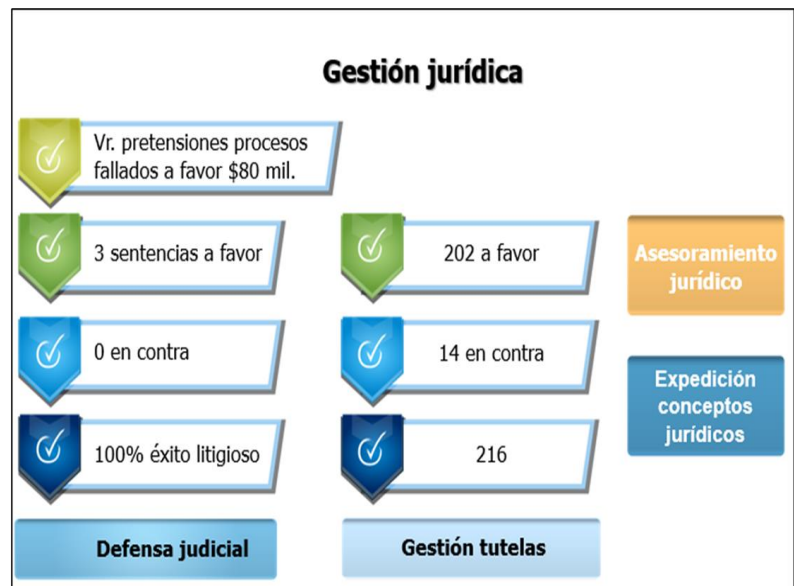 Gestión jurídica
Vr. pretensiones procesos
fallados a favor $80 mil.
3 sentencias a favor
0 en contra
100% éxito litigioso
Defensa judicial
202 a favor
14 en contra
216
Gestión tutelas
Asesoramiento
jurídico
Expedición
conceptos
jurídicos